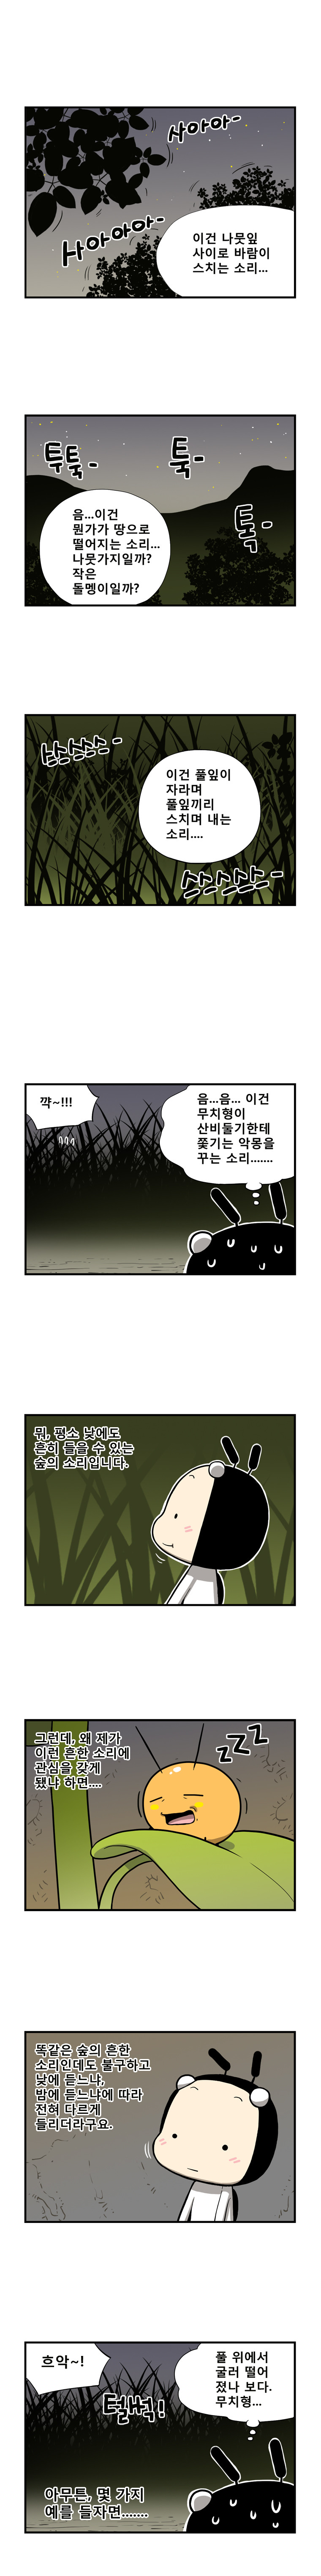 사아아아-
사아아아아-
이건 나뭇잎
사이로 바람이
스치는 소리...
투툭-
툭-
톡-
음...이건
뭔가가 땅으로
떨어지는 소리...
나뭇가지일까?
작은
돌멩이일까?
이건 풀잎이
자라며
풀잎끼리
스치며 내는
소리....
스스스스스-
꺅~!!!
음...음... 이건
무치형이
산비둘기한테
쫓기는 악몽을
꾸는 소리.......
뭐, 평소 낮에도
흔히 들을 수 있는
숲의 소리입니다.
그런데, 왜 제가
이런 흔한 소리에
관심을 갖게
됐냐 하면....
zZZ
똑같은 숲의 흔한
소리인데도 불구하고
낮에 듣느냐,
밤에 듣느냐에 따라
전혀 다르게
들리더라구요.
흐악~!
풀 위에서
굴러 떨어
졌나 보다.
무치형...
털썩!
아무튼, 몇 가지
예를 들자면.......